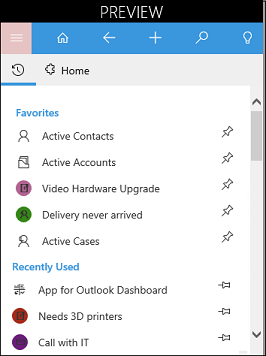 PREVIEW
Home
Favorites
Active Contacts
Active Accounts
Video Hardware Upgrade
Delivery never arrived
Active Cases
Recently Used
App for Outlook Dashboard
Needs 3D printers
Call with IT